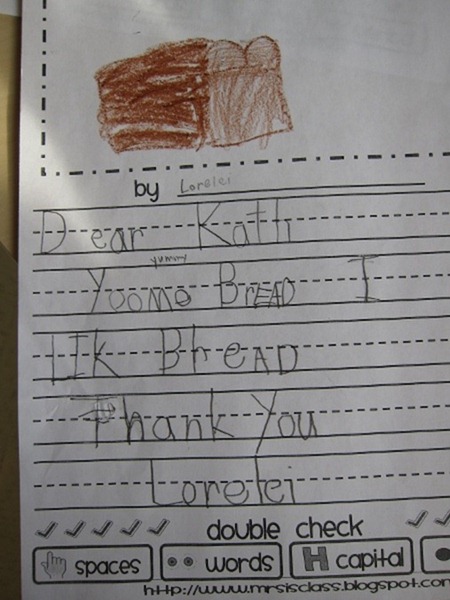 by Lorelei
Dear Kath
yummy
Yoome BrEAD I
LIK BhEAD
Thank You
Lorelei
double check
spaces words capital
http://www.mrsisclass.blogspot.com